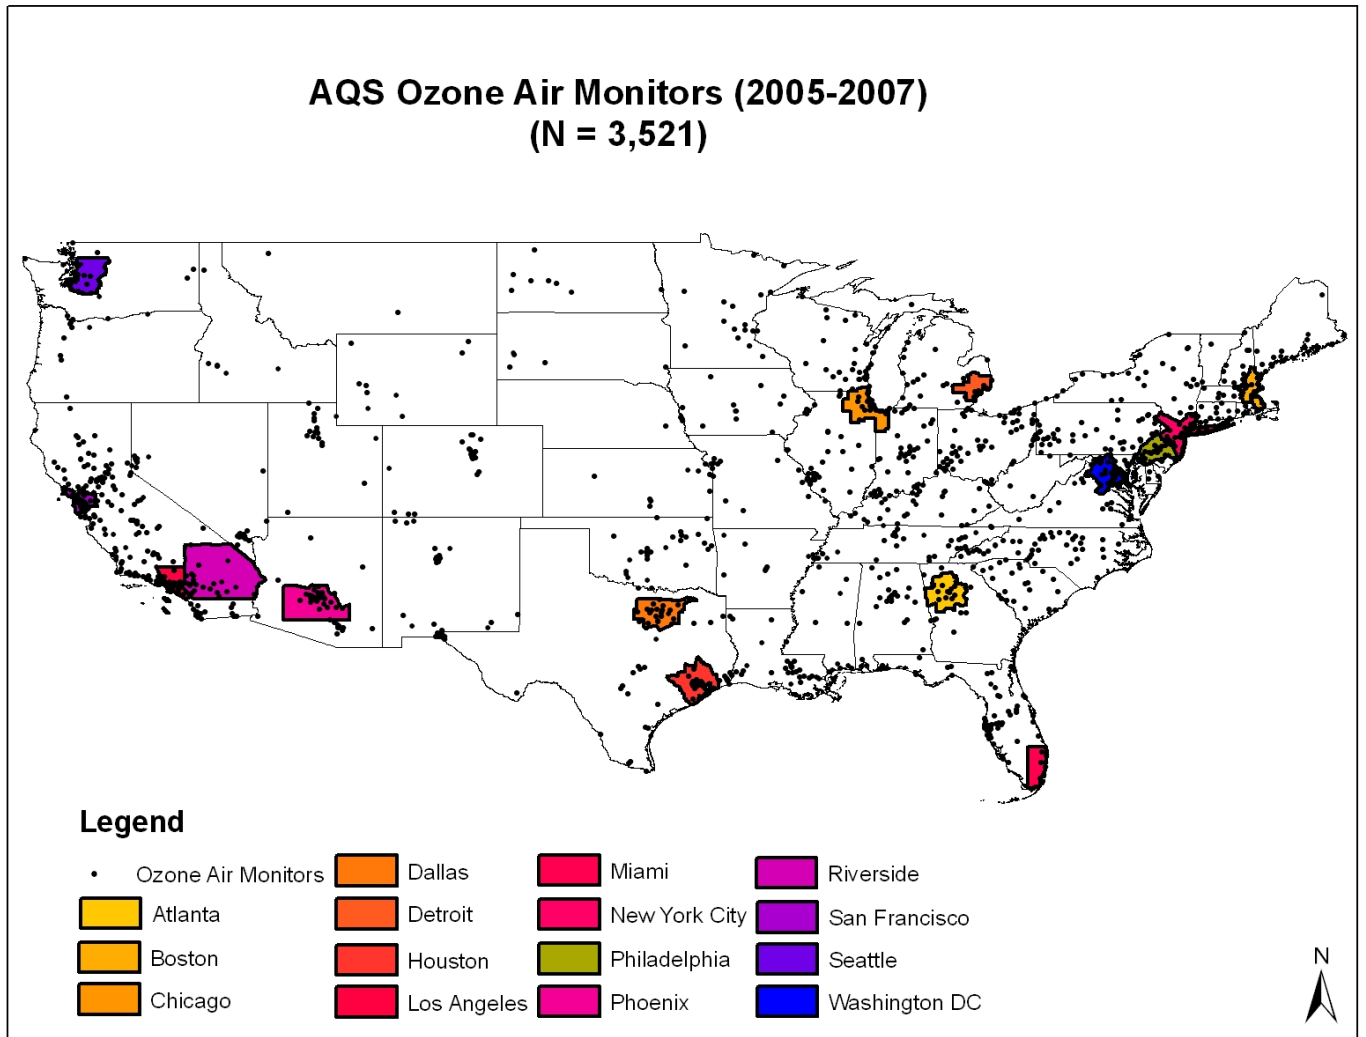 AQS Ozone Air Monitors (2005-2007)
(N = 3,521)
Legend
Ozone Air Monitors
Atlanta
Boston
Chicago
Dallas
Detroit
Houston
Los Angeles
Miami
New York City
Philadelphia
Phoenix
Riverside
San Francisco
Seattle
Washington DC
N